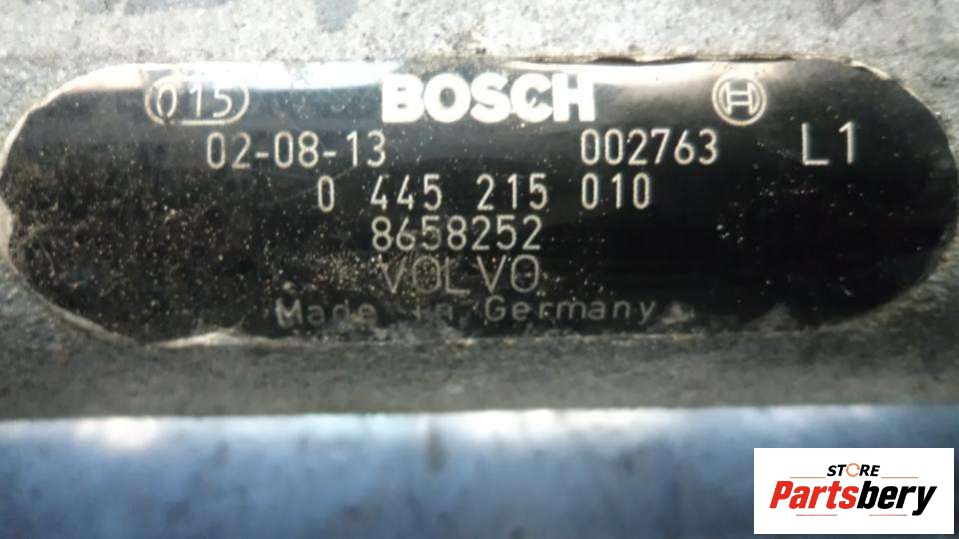 015 BOSCH H
02-08-13 002763 L1
0 445 215 010
8658252
VOLVO
Made in Germany
STORE
Partsbery